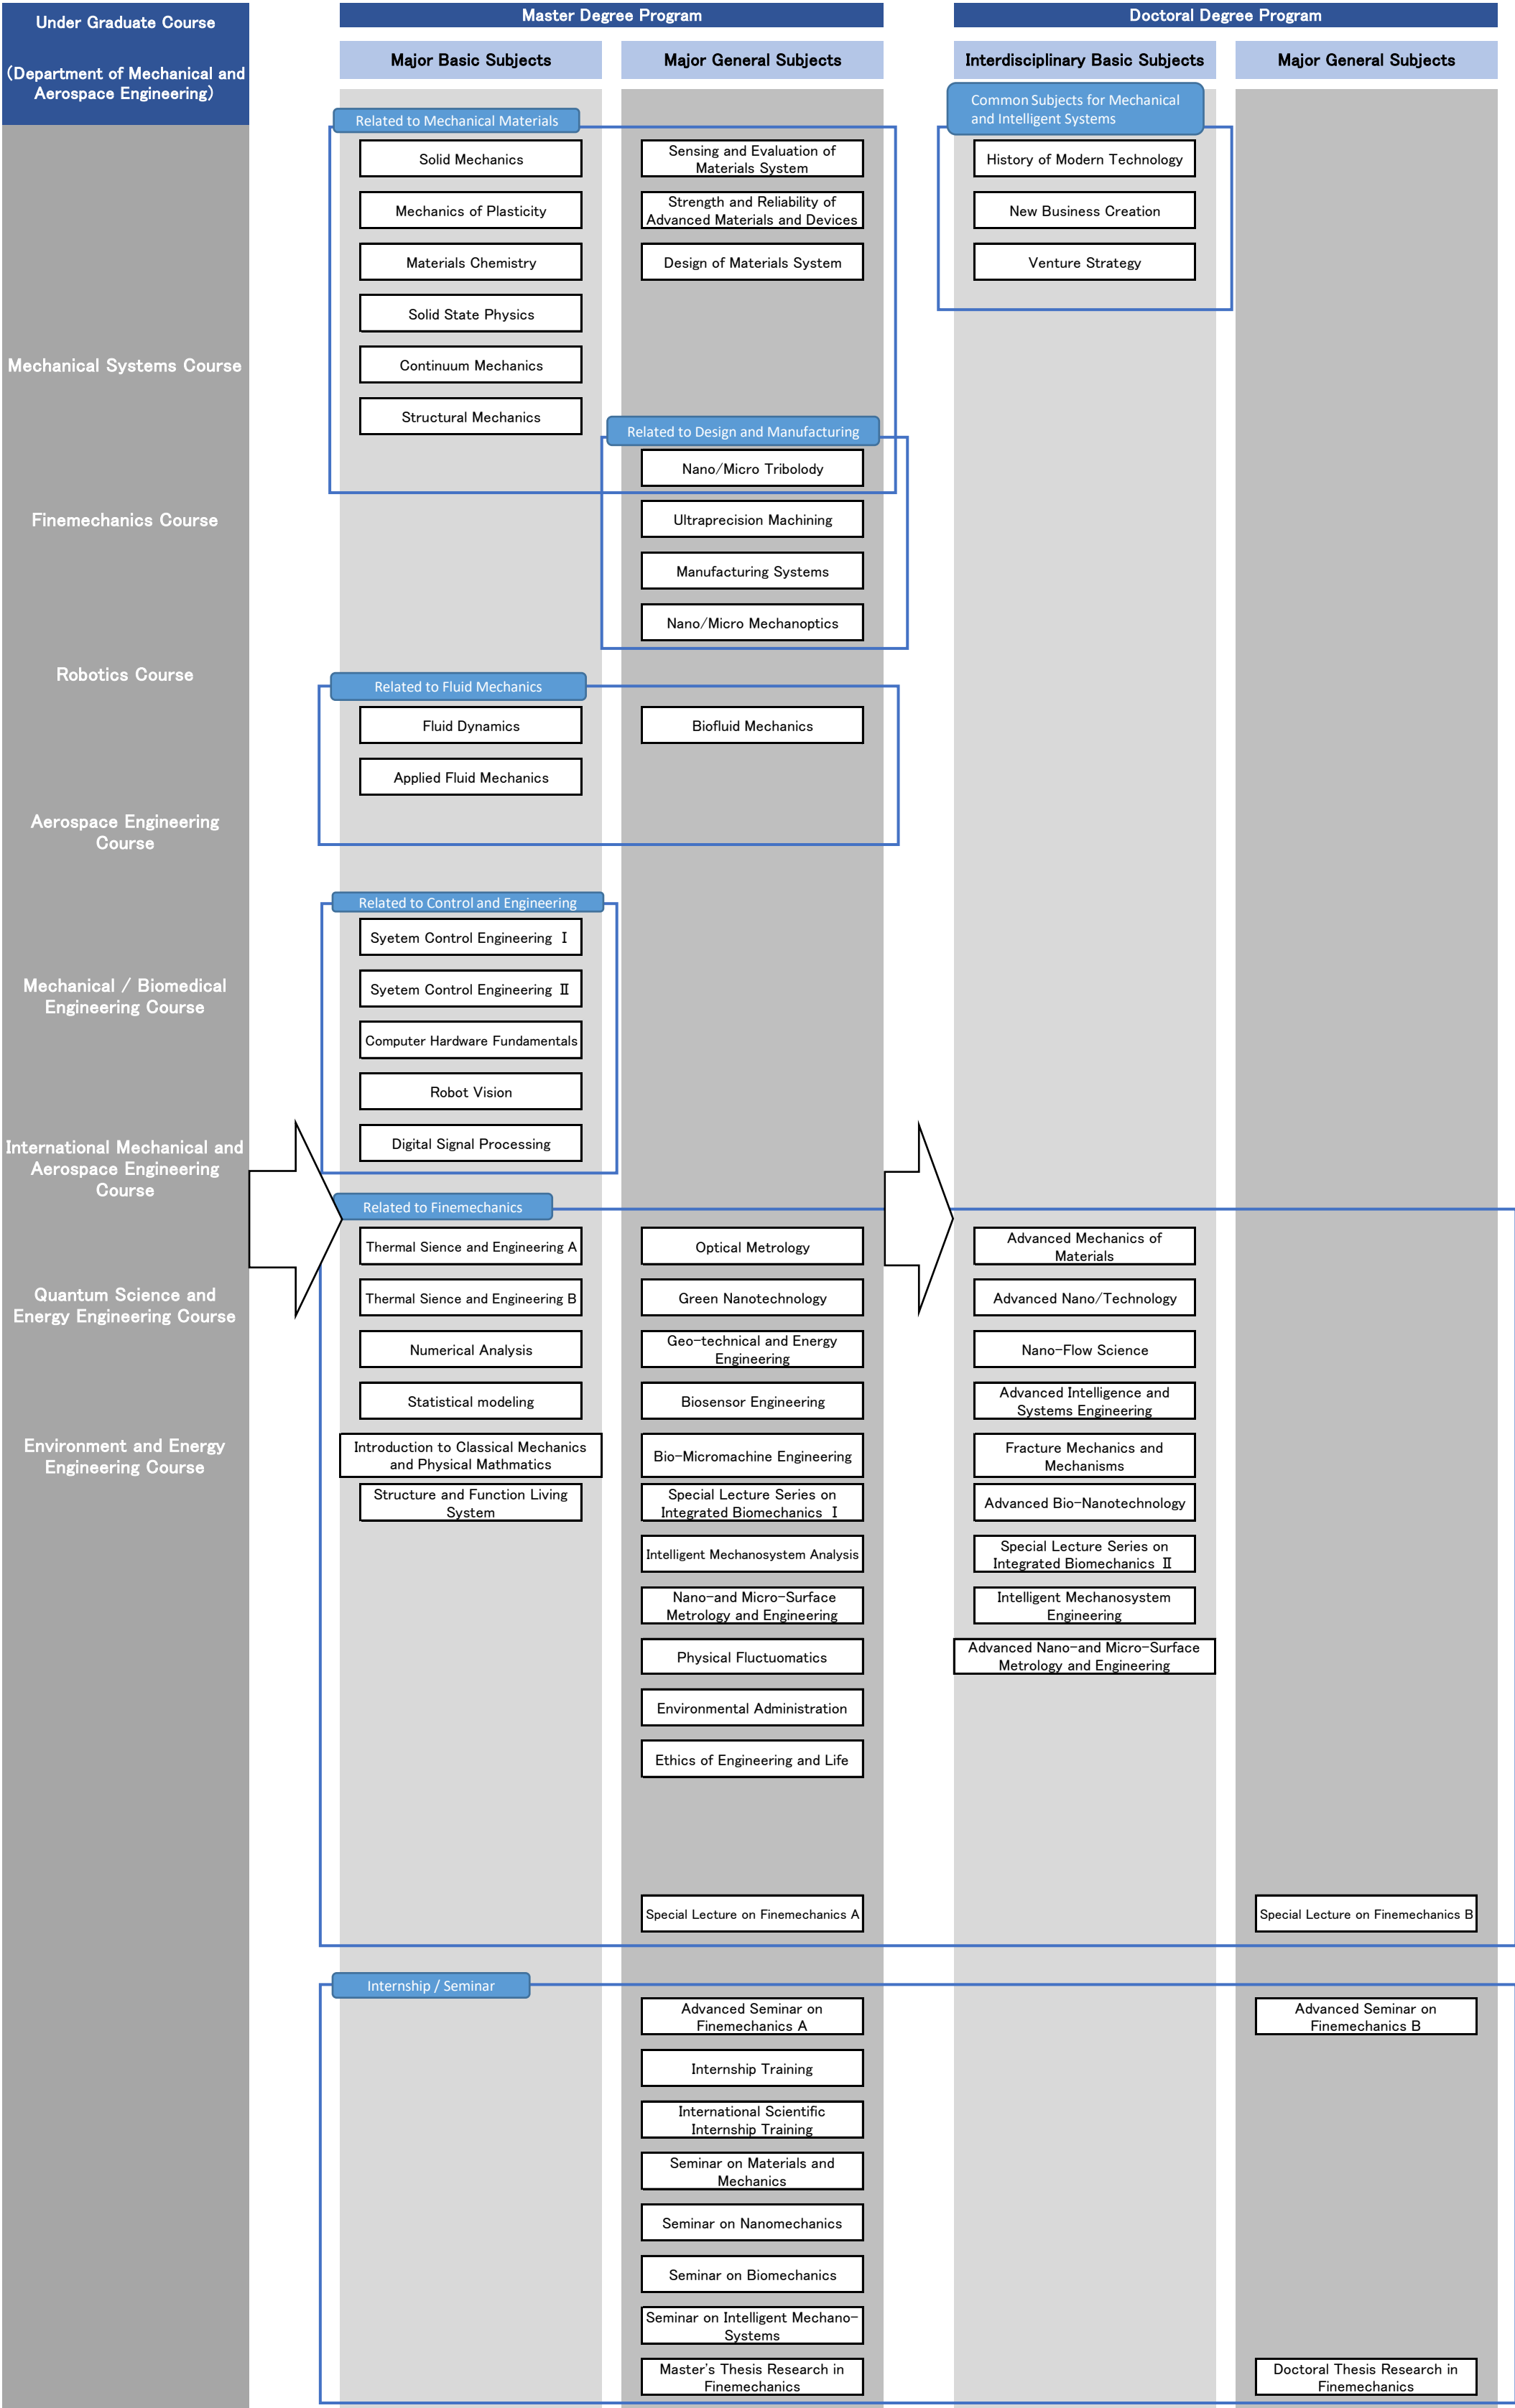 Under Graduate Course
（Department of Mechanical and
Aerospace Engineering）
Mechanical Systems Course
Finemechanics Course
Robotics Course
Aerospace Engineering
Course
Mechanical / Biomedical
Engineering Course
International Mechanical and
Aerospace Engineering
Course
Quantum Science and
Energy Engineering Course
Environment and Energy
Engineering Course
Master Degree Program
Major Basic Subjects
Major General Subjects
Related to Mechanical Materials
Solid Mechanics
Mechanics of Plasticity
Materials Chemistry
Solid State Physics
Continuum Mechanics
Structural Mechanics
Sensing and Evaluation of
Materials System
Strength and Reliability of
Advanced Materials and Devices
Design of Materials System
Related to Design and Manufacturing
Nano/Micro Tribolody
Ultraprecision Machining
Manufacturing Systems
Nano/Micro Mechanoptics
Related to Fluid Mechanics
Fluid Dynamics
Applied Fluid Mechanics
Biofluid Mechanics
Related to Control and Engineering
Syetem Control Engineering Ⅰ
Syetem Control Engineering Ⅱ
Computer Hardware Fundamentals
Robot Vision
Digital Signal Processing
Related to Finemechanics
Thermal Sience and Engineering A
Thermal Sience and Engineering B
Numerical Analysis
Statistical modeling
Introduction to Classical Mechanics
and Physical Mathmatics
Structure and Function Living
System
Optical Metrology
Green Nanotechnology
Geo-technical and Energy
Engineering
Biosensor Engineering
Bio-Micromachine Engineering
Special Lecture Series on
Integrated Biomechanics Ⅰ
Intelligent Mechanosystem Analysis
Nano-and Micro-Surface
Metrology and Engineering
Physical Fluctuomatics
Environmental Administration
Ethics of Engineering and Life
Special Lecture on Finemechanics A
Internship / Seminar
Advanced Seminar on
Finemechanics A
Internship Training
International Scientific
Internship Training
Seminar on Materials and
Mechanics
Seminar on Nanomechanics
Seminar on Biomechanics
Seminar on Intelligent Mechano-
Systems
Master's Thesis Research in
Finemechanics
Doctoral Degree Program
Interdisciplinary Basic Subjects
Major General Subjects
Common Subjects for Mechanical
and Intelligent Systems
History of Modern Technology
New Business Creation
Venture Strategy
Advanced Mechanics of
Materials
Advanced Nano/Technology
Nano-Flow Science
Advanced Intelligence and
Systems Engineering
Fracture Mechanics and
Mechanisms
Advanced Bio-Nanotechnology
Special Lecture Series on
Integrated Biomechanics Ⅱ
Intelligent Mechanosystem
Engineering
Advanced Nano-and Micro-Surface
Metrology and Engineering
Special Lecture on Finemechanics B
Advanced Seminar on
Finemechanics B
Doctoral Thesis Research in
Finemechanics